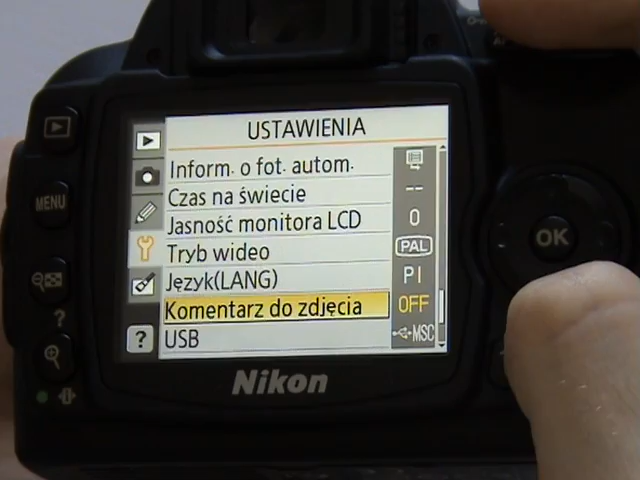 USTAWIENIA
Inform. o fot. autom.
Czas na świecie --
Jasność monitora LCD 0
Tryb wideo PAL
Język(LANG) Pl
Komentarz do zdjęcia OFF
USB MSC
MENU
OK
?
?
Nikon